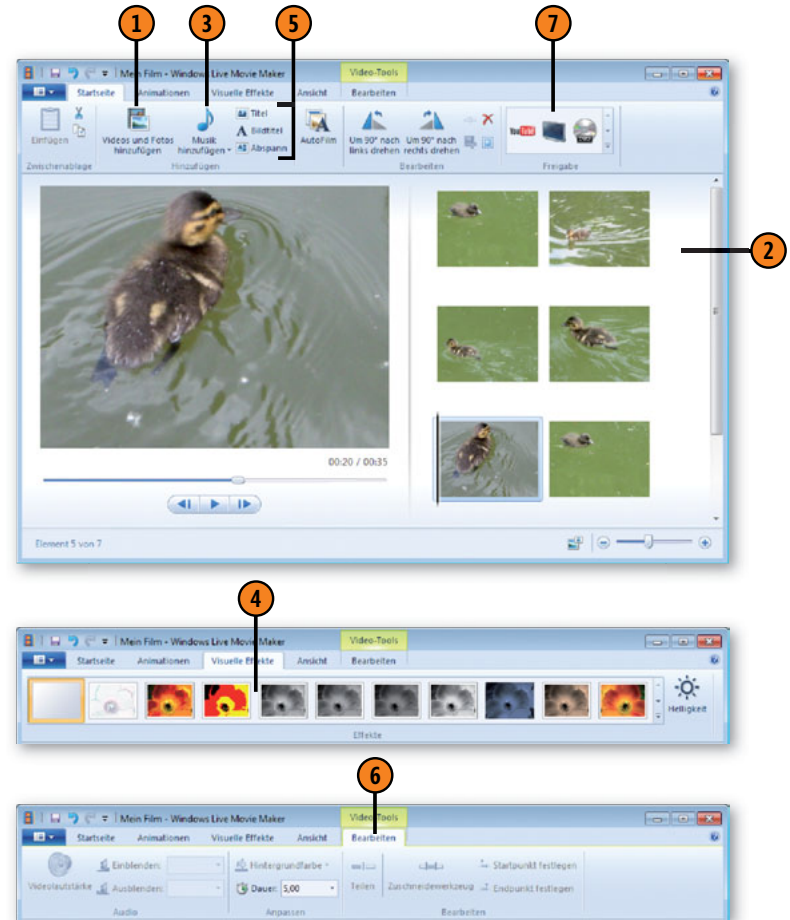 1
3
5
7
Mein Film - Windows Live Movie Maker
Video-Tools
Startseite
Animationen
Visuelle Effekte
Ansicht
Bearbeiten
Einfügen
Videos und Fotos hinzufügen
Musik hinzufügen
Titel
Bildtitel
Abspann
AutoFilm
Um 90° nach links drehen
Um 90° nach rechts drehen
YouTube
Zwischenablage
Hinzufügen
Bearbeiten
Freigabe
2
00:20 / 00:35
Element 5 von 7
4
Mein Film - Windows Live Movie Maker
Video-Tools
Startseite
Animationen
Visuelle Effekte
Ansicht
Bearbeiten
Helligkeit
Effekte
6
Mein Film - Windows Live Movie Maker
Video-Tools
Startseite
Animationen
Visuelle Effekte
Ansicht
Bearbeiten
Videolautstärke
Einblenden:
Ausblenden:
Hintergrundfarbe
Dauer: 5,00
Teilen
Zuschneidewerkzeug
Startpunkt festlegen
Endpunkt festlegen
Audio
Anpassen
Bearbeiten